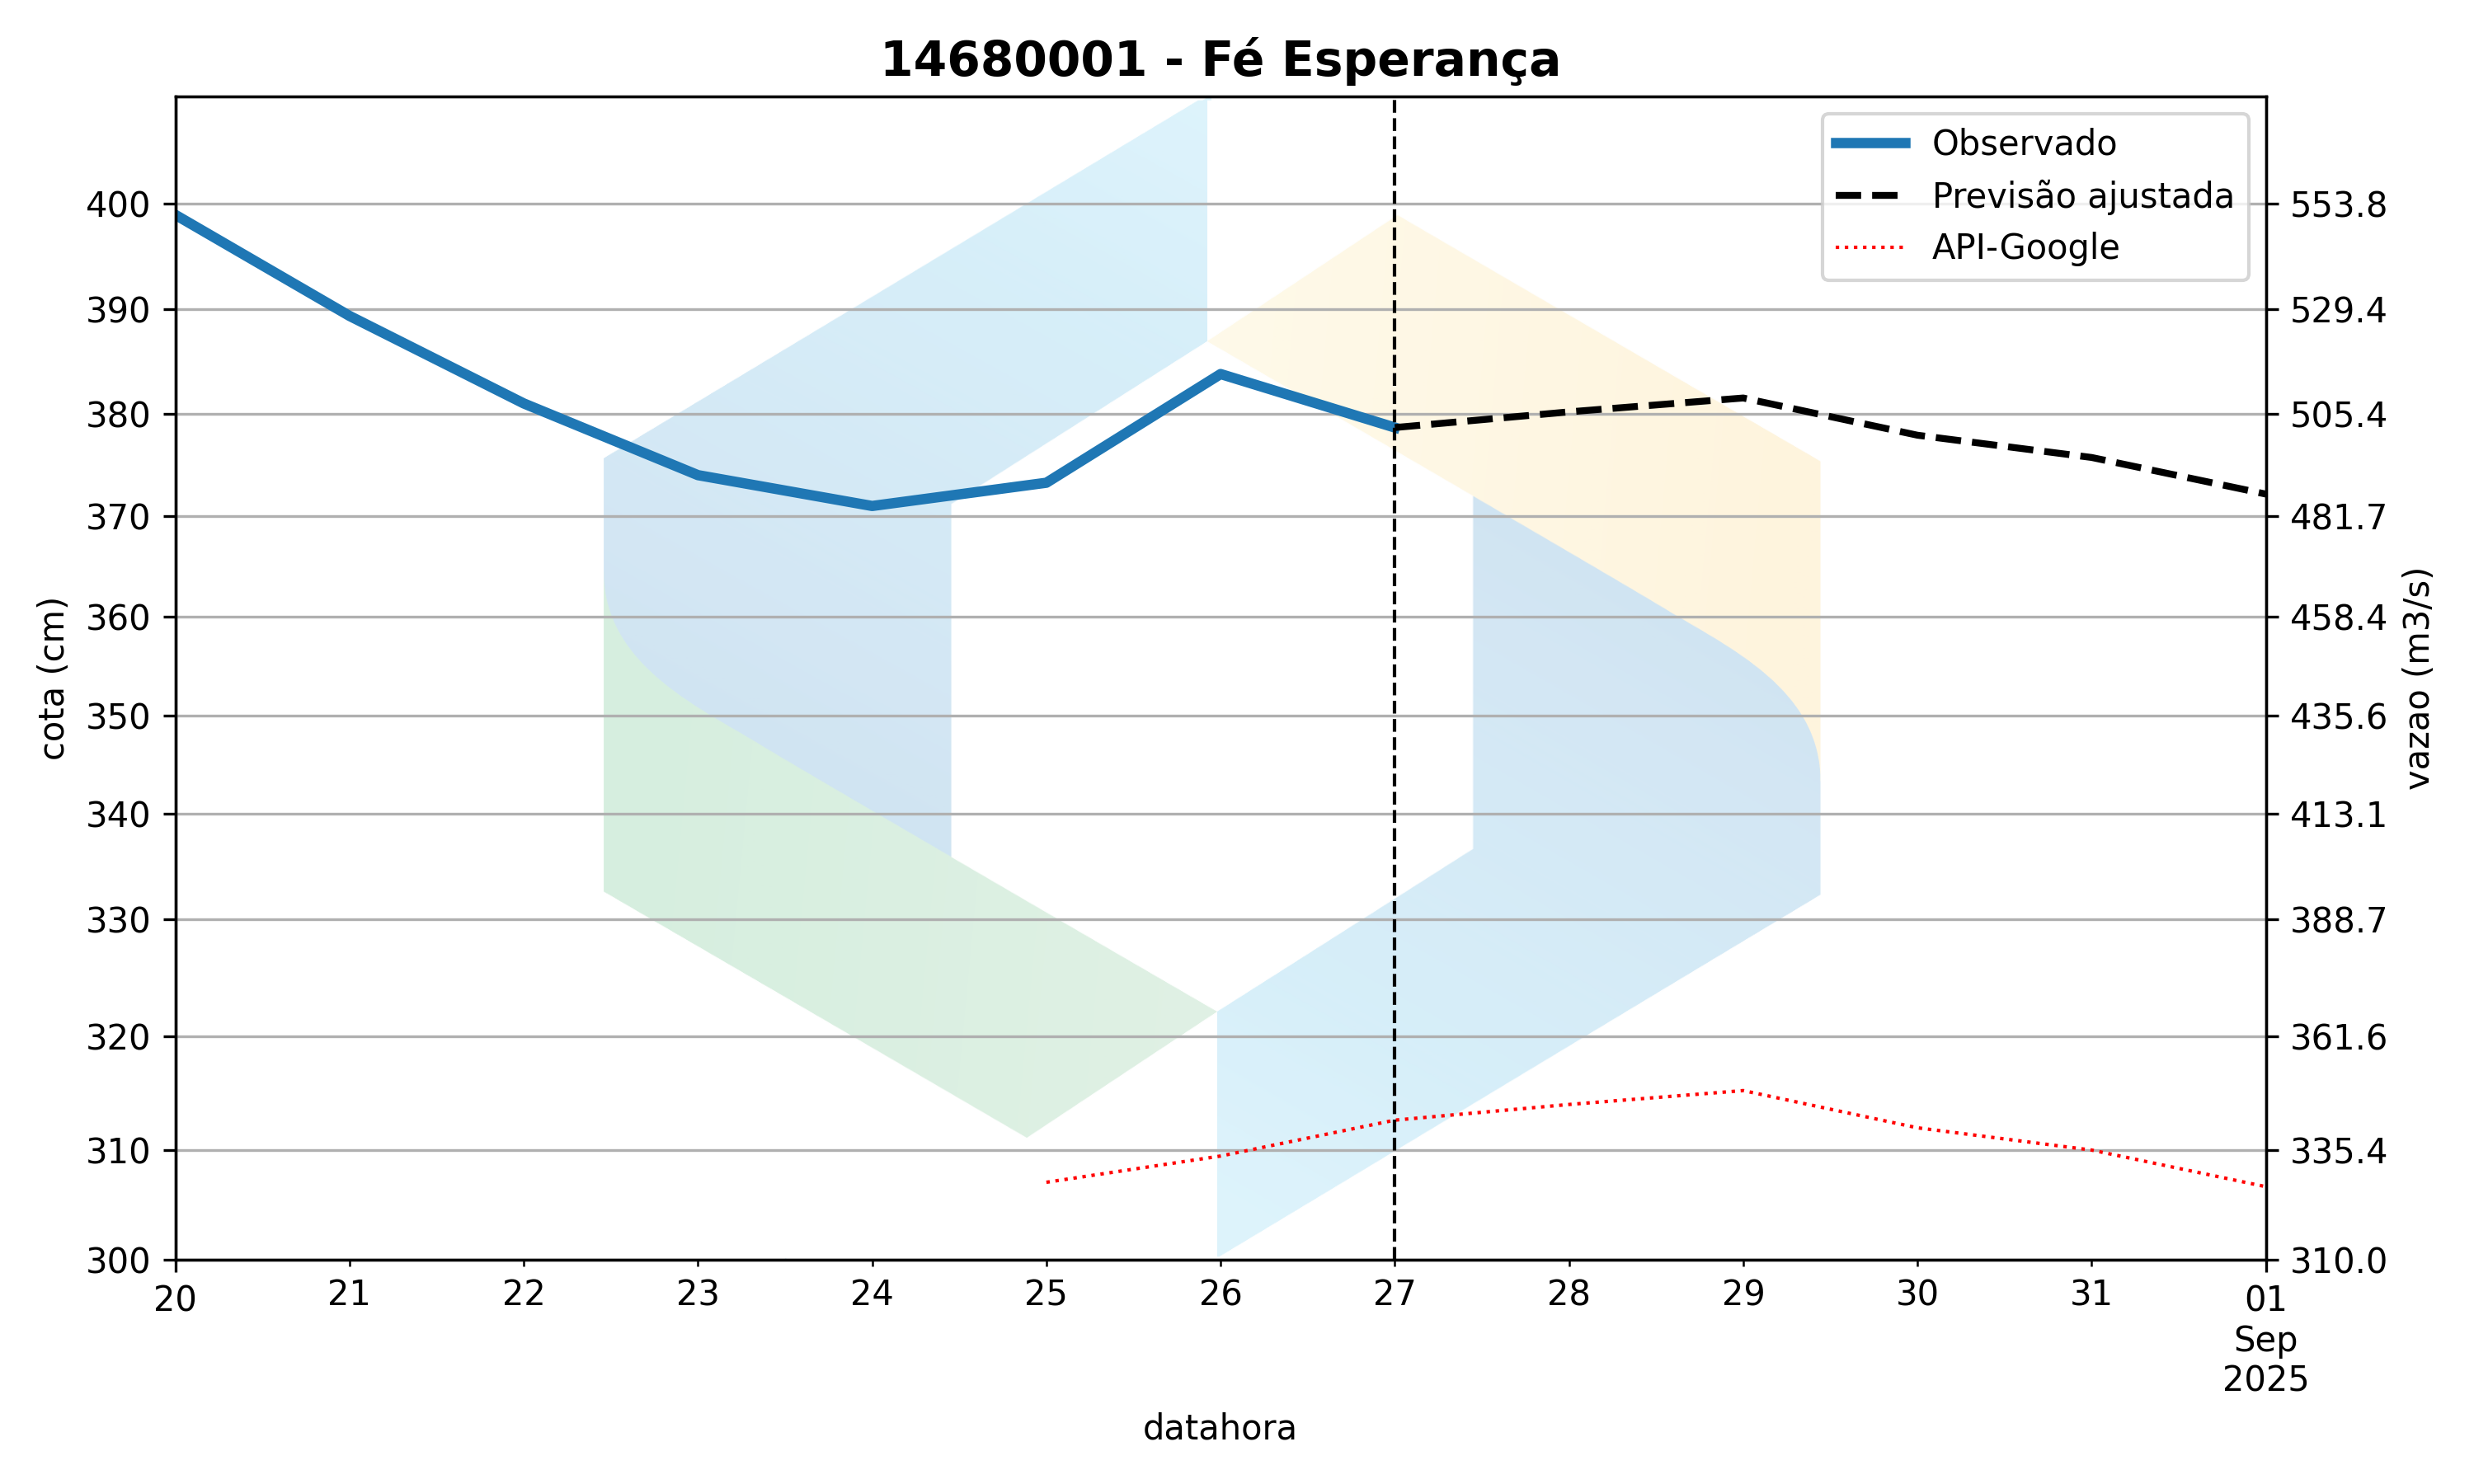 14680001 - Fé Esperança
Observado
Previsão ajustada
API-Google
400
390
380
370
360
350
340
330
320
310
300
cota (cm)
553.8
529.4
505.4
481.7
458.4
435.6
413.1
388.7
361.6
335.4
310.0
vazao (m3/s)
20 21 22 23 24 25 26 27 28 29 30 31 01
Sep
2025
datahora